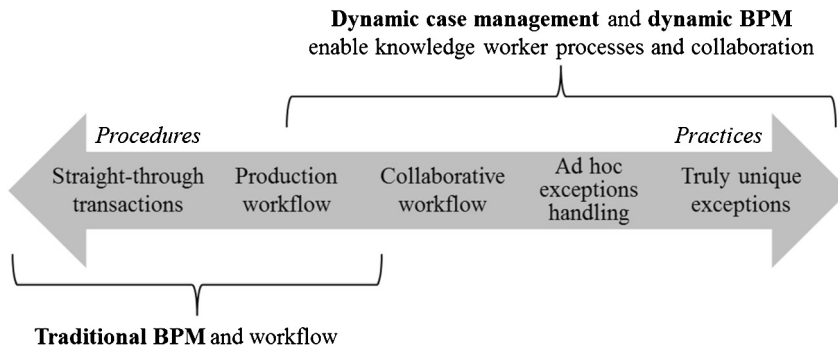 Dynamic case management and dynamic BPM
enable knowledge worker processes and collaboration
Procedures
Practices
Straight-through
transactions
Production
workflow
Collaborative
workflow
Ad hoc
exceptions
handling
Truly unique
exceptions
Traditional BPM and workflow